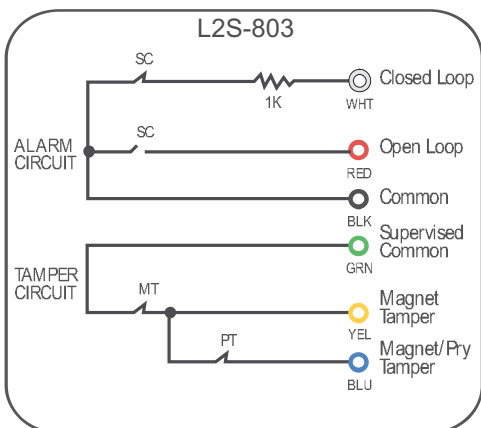 L2S-803
SC
1K
Closed Loop
WHT
ALARM
CIRCUIT
SC
Open Loop
RED
Common
BLK
Supervised
Common
GRN
TAMPER
CIRCUIT
MT
Magnet
Tamper
YEL
PT
Magnet/Pry
Tamper
BLU